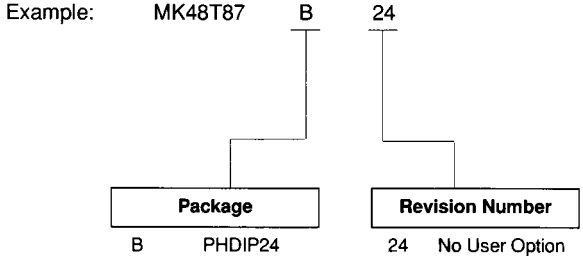 Example: MK48T87 B 24
Package Revision Number
B PHDIP24 24 No User Option